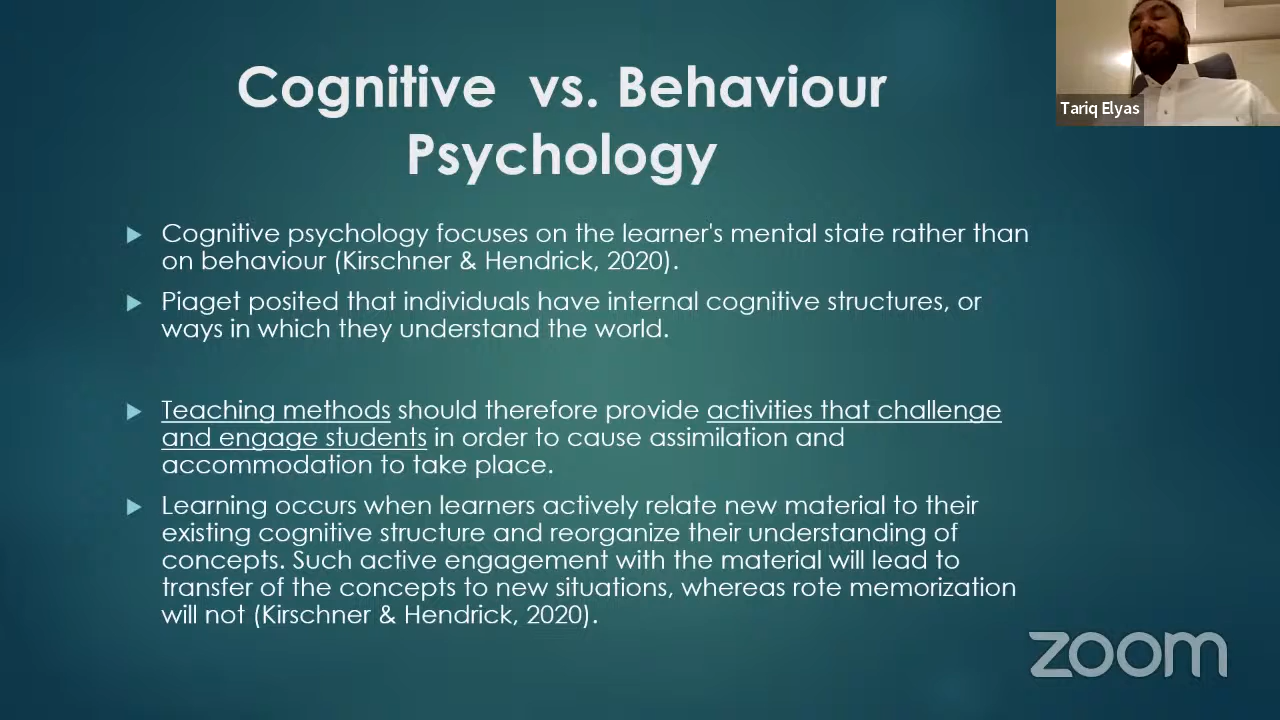 Cognitive vs. Behaviour
Psychology
Tariq Elyas
Cognitive psychology focuses on the learner's mental state rather than
on behaviour (Kirschner & Hendrick, 2020).
Piaget posited that individuals have internal cognitive structures, or
ways in which they understand the world.
Teaching methods should therefore provide activities that challenge
and engage students in order to cause assimilation and
accommodation to take place.
Learning occurs when learners actively relate new material to their
existing cognitive structure and reorganize their understanding of
concepts. Such active engagement with the material will lead to
transfer of the concepts to new situations, whereas rote memorization
will not (Kirschner & Hendrick, 2020).
zoom